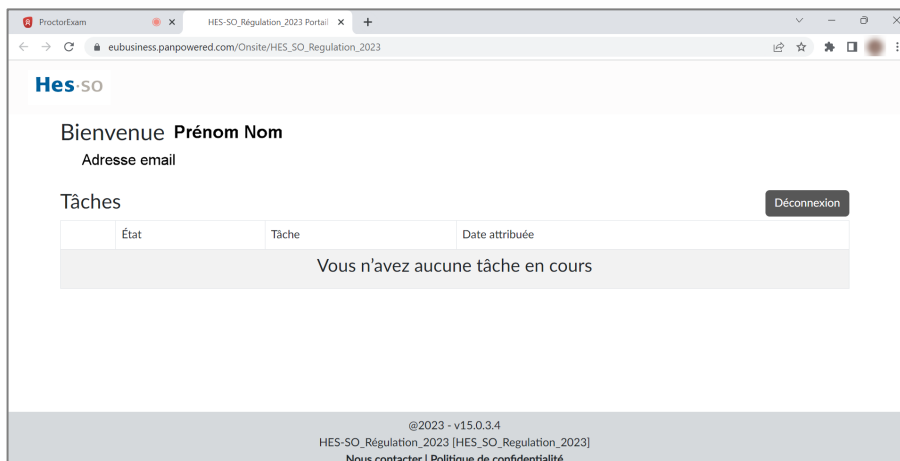 ProctorExam
HES-SO_Régulation_2023 Portail
eubusiness.panpowered.com/Onsite/HES_SO_Regulation_2023
Hes·so
Bienvenue Prénom Nom
Adresse email
Tâches
Déconnexion
État Tâche Date attribuée
Vous n'avez aucune tâche en cours
@2023 - v15.0.3.4
HES-SO_Régulation_2023 [HES_SO_Regulation_2023]
Nous contacter | Politique de confidentialité